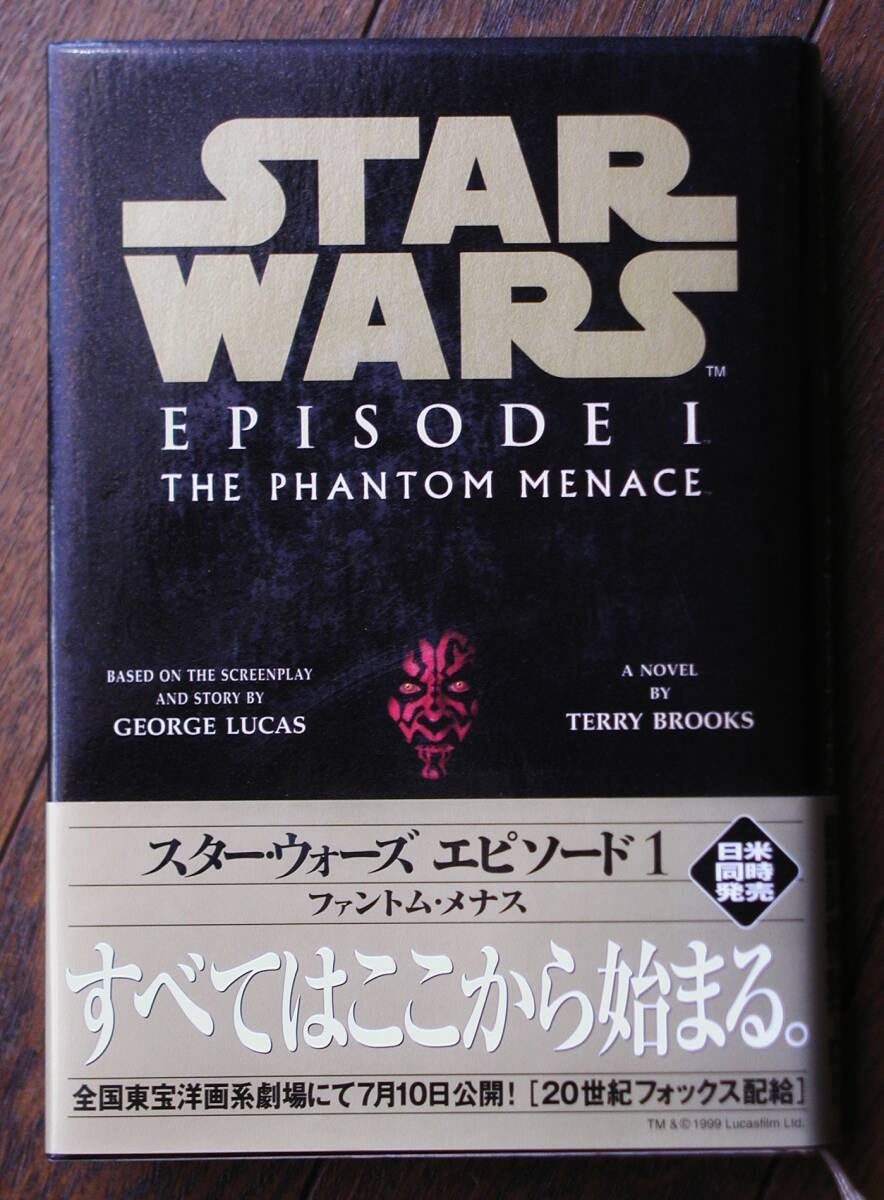 STAR
WARS
TM
EPISODE I
THE PHANTOM MENACE
BASED ON THE SCREENPLAY
AND STORY BY
GEORGE LUCAS
A NOVEL
BY
TERRY BROOKS
スター・ウォーズ エピソード1
ファントム・メナス
日米
同時
発売
すべてはここから始まる。
全国東宝洋画系劇場にて7月10日公開！［20世紀フォックス配給］
TM & © 1999 Lucasfilm Ltd.